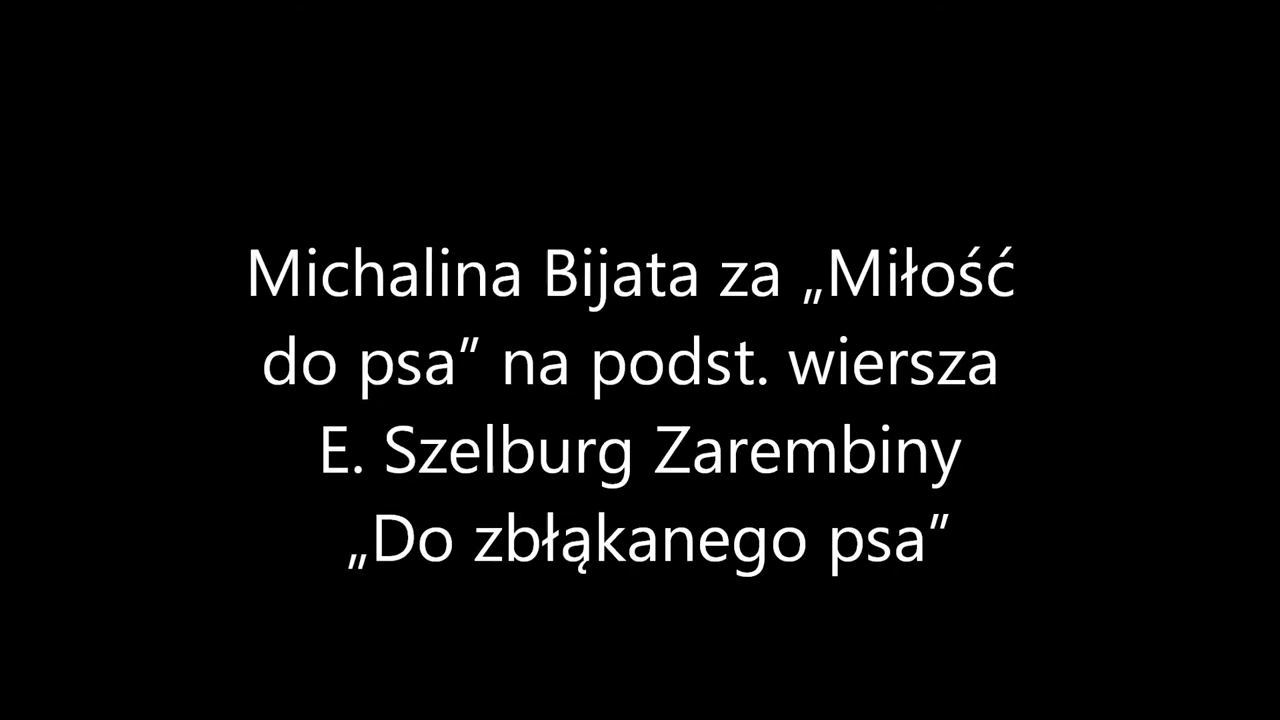 Michalina Bijata za „Miłość
do psa” na podst. wiersza
E. Szelburg Zarembiny
„Do zbłąkanego psa”